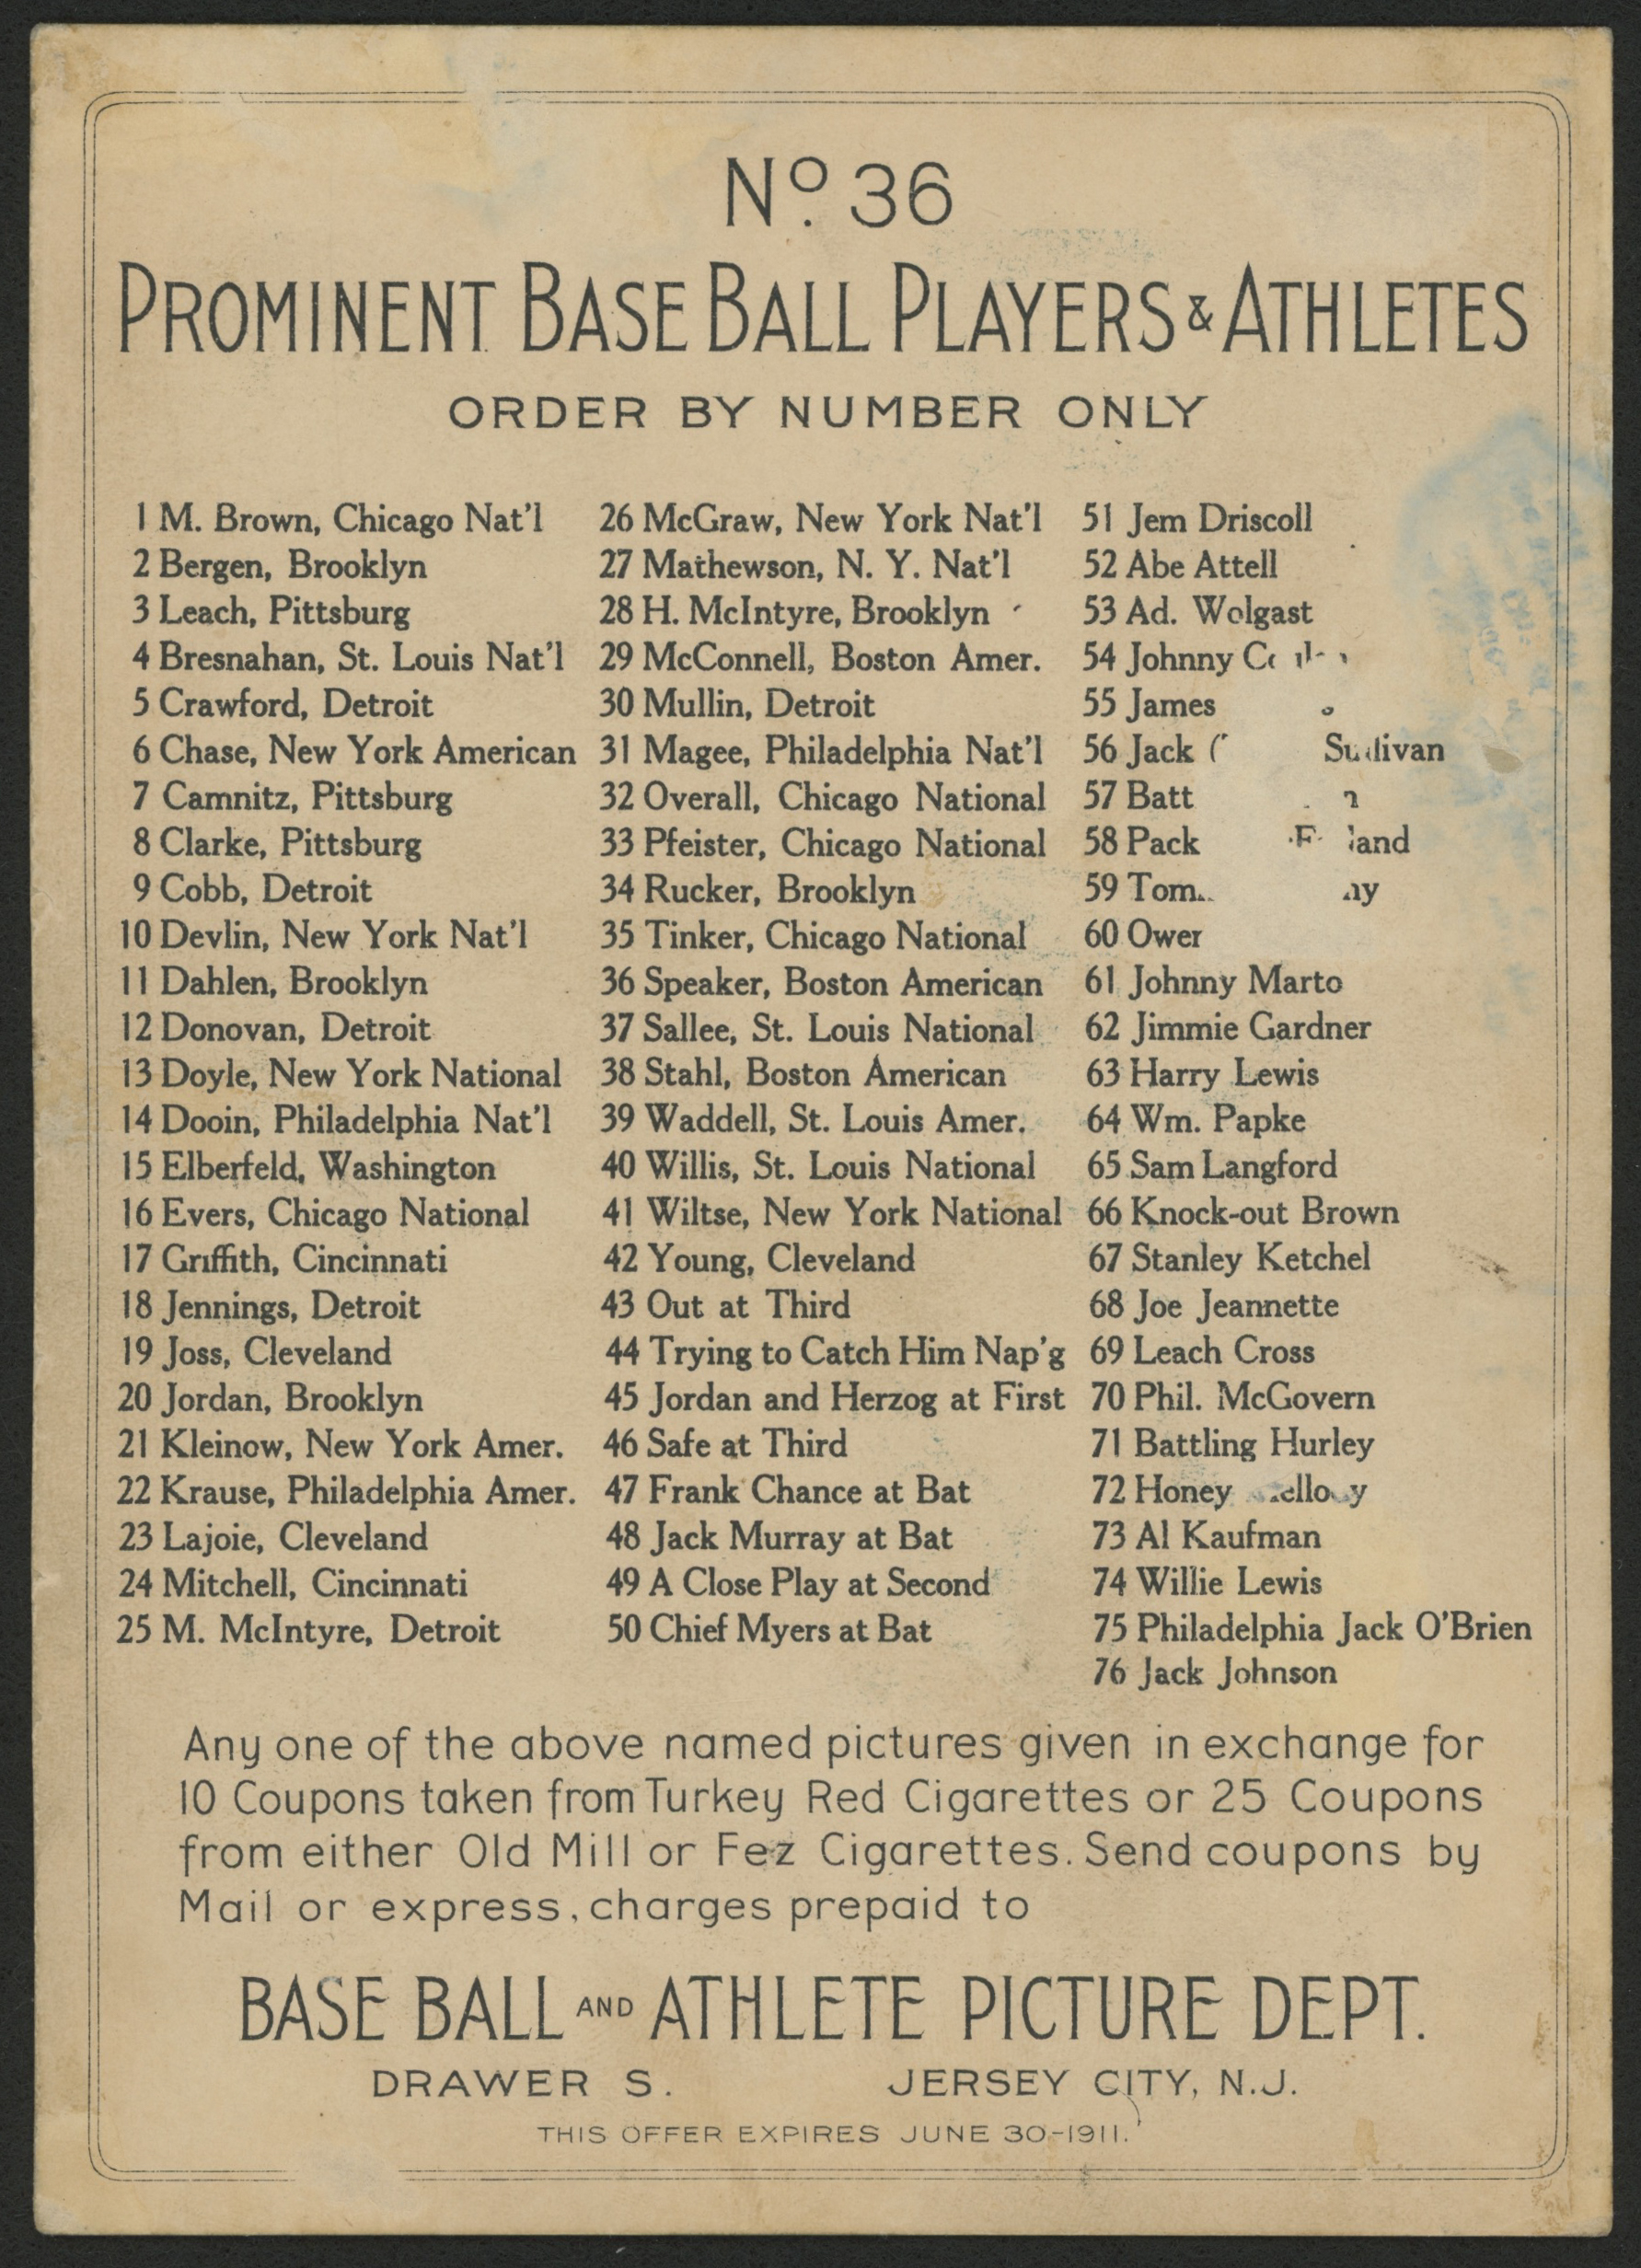 No. 36
PROMINENT BASE BALL PLAYERS & ATHLETES
ORDER BY NUMBER ONLY
1 M. Brown, Chicago Nat'l
2 Bergen, Brooklyn
3 Leach, Pittsburg
4 Bresnahan, St. Louis Nat'l
5 Crawford, Detroit
6 Chase, New York American
7 Camnitz, Pittsburg
8 Clarke, Pittsburg
9 Cobb, Detroit
10 Devlin, New York Nat'l
11 Dahlen, Brooklyn
12 Donovan, Detroit
13 Doyle, New York National
14 Dooin, Philadelphia Nat'l
15 Elberfeld, Washington
16 Evers, Chicago National
17 Griffith, Cincinnati
18 Jennings, Detroit
19 Joss, Cleveland
20 Jordan, Brooklyn
21 Kleinow, New York Amer.
22 Krause, Philadelphia Amer.
23 Lajoie, Cleveland
24 Mitchell, Cincinnati
25 M. McIntyre, Detroit
26 McGraw, New York Nat'l
27 Mathewson, N. Y. Nat'l
28 H. McIntyre, Brooklyn
29 McConnell, Boston Amer.
30 Mullin, Detroit
31 Magee, Philadelphia Nat'l
32 Overall, Chicago National
33 Pfeister, Chicago National
34 Rucker, Brooklyn
35 Tinker, Chicago National
36 Speaker, Boston American
37 Sallee, St. Louis National
38 Stahl, Boston American
39 Waddell, St. Louis Amer.
40 Willis, St. Louis National
41 Wiltse, New York National
42 Young, Cleveland
43 Out at Third
44 Trying to Catch Him Nap'g
45 Jordan and Herzog at First
46 Safe at Third
47 Frank Chance at Bat
48 Jack Murray at Bat
49 A Close Play at Second
50 Chief Myers at Bat
51 Jem Driscoll
52 Abe Attell
53 Ad. Wolgast
54 Johnny
55 James
56 Jack Sullivan
57
58
59
60
61 Johnny Marto
62 Jimmie Gardner
63 Harry Lewis
64 Wm. Papke
65 Sam Langford
66 Knock-out Brown
67 Stanley Ketchel
68 Joe Jeannette
69 Leach Cross
70 Phil. McGovern
71 Battling Hurley
72 Honey
73 Al Kaufman
74 Willie Lewis
75 Philadelphia Jack O'Brien
76 Jack Johnson
Any one of the above named pictures given in exchange for
10 Coupons taken from Turkey Red Cigarettes or 25 Coupons
from either Old Mill or Fez Cigarettes. Send coupons by
Mail or express, charges prepaid to
BASE BALL AND ATHLETE PICTURE DEPT.
DRAWER S. JERSEY CITY, N.J.
THIS OFFER EXPIRES JUNE 30-1911.